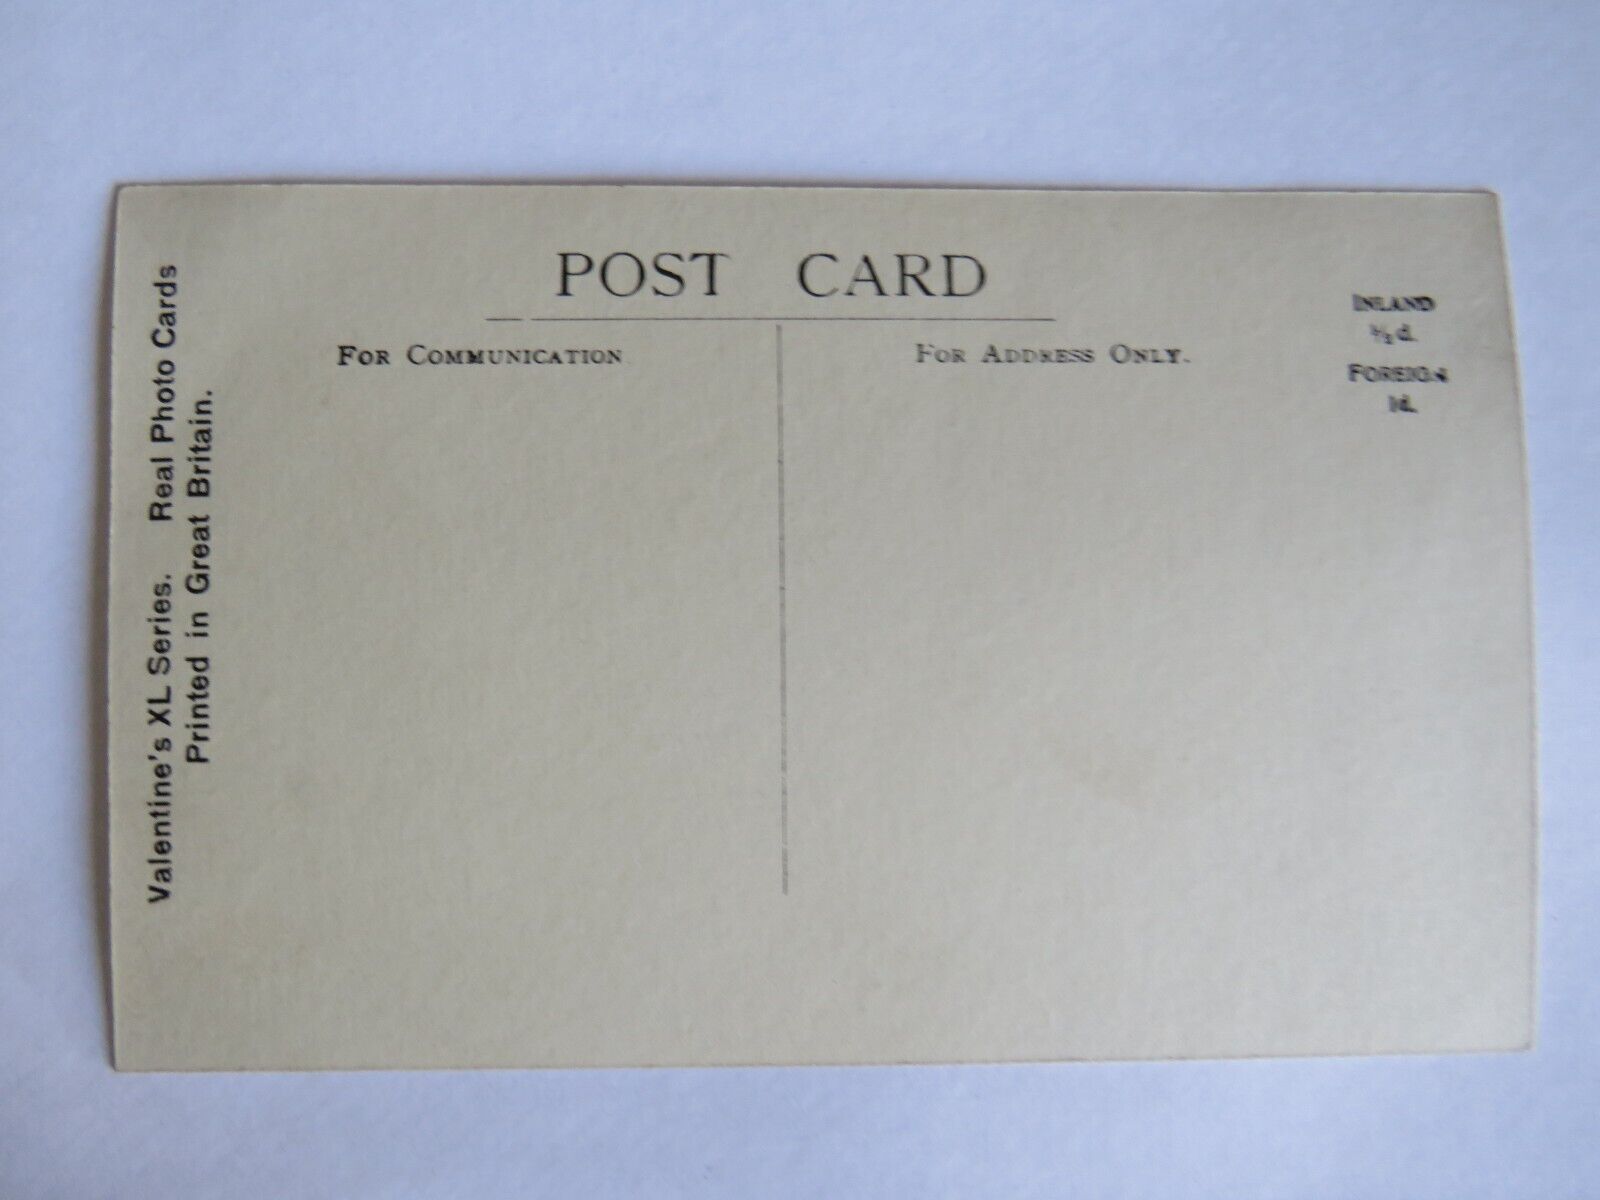 POST CARD
For Communication
For Address Only.
Inland
½d.
Foreign
1d.
Valentine's XL Series. Real Photo Cards
Printed in Great Britain.